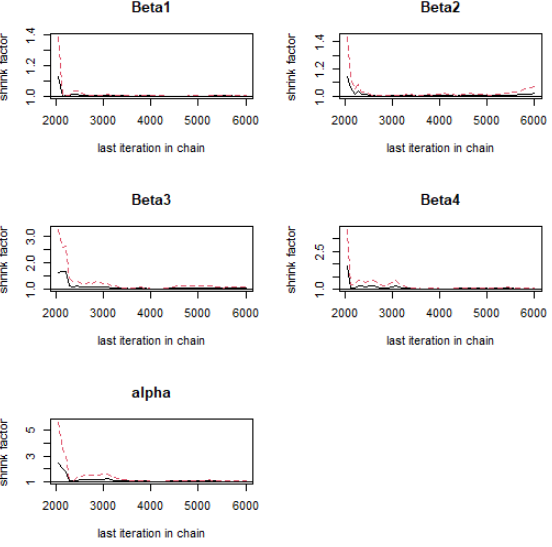 Beta1
shrink factor
1.0 1.2 1.4
2000 3000 4000 5000 6000
last iteration in chain
Beta2
shrink factor
1.0 1.2 1.4
2000 3000 4000 5000 6000
last iteration in chain
Beta3
shrink factor
1.0 2.0 3.0
2000 3000 4000 5000 6000
last iteration in chain
Beta4
shrink factor
1.0 2.5
2000 3000 4000 5000 6000
last iteration in chain
alpha
shrink factor
1 3 5
2000 3000 4000 5000 6000
last iteration in chain